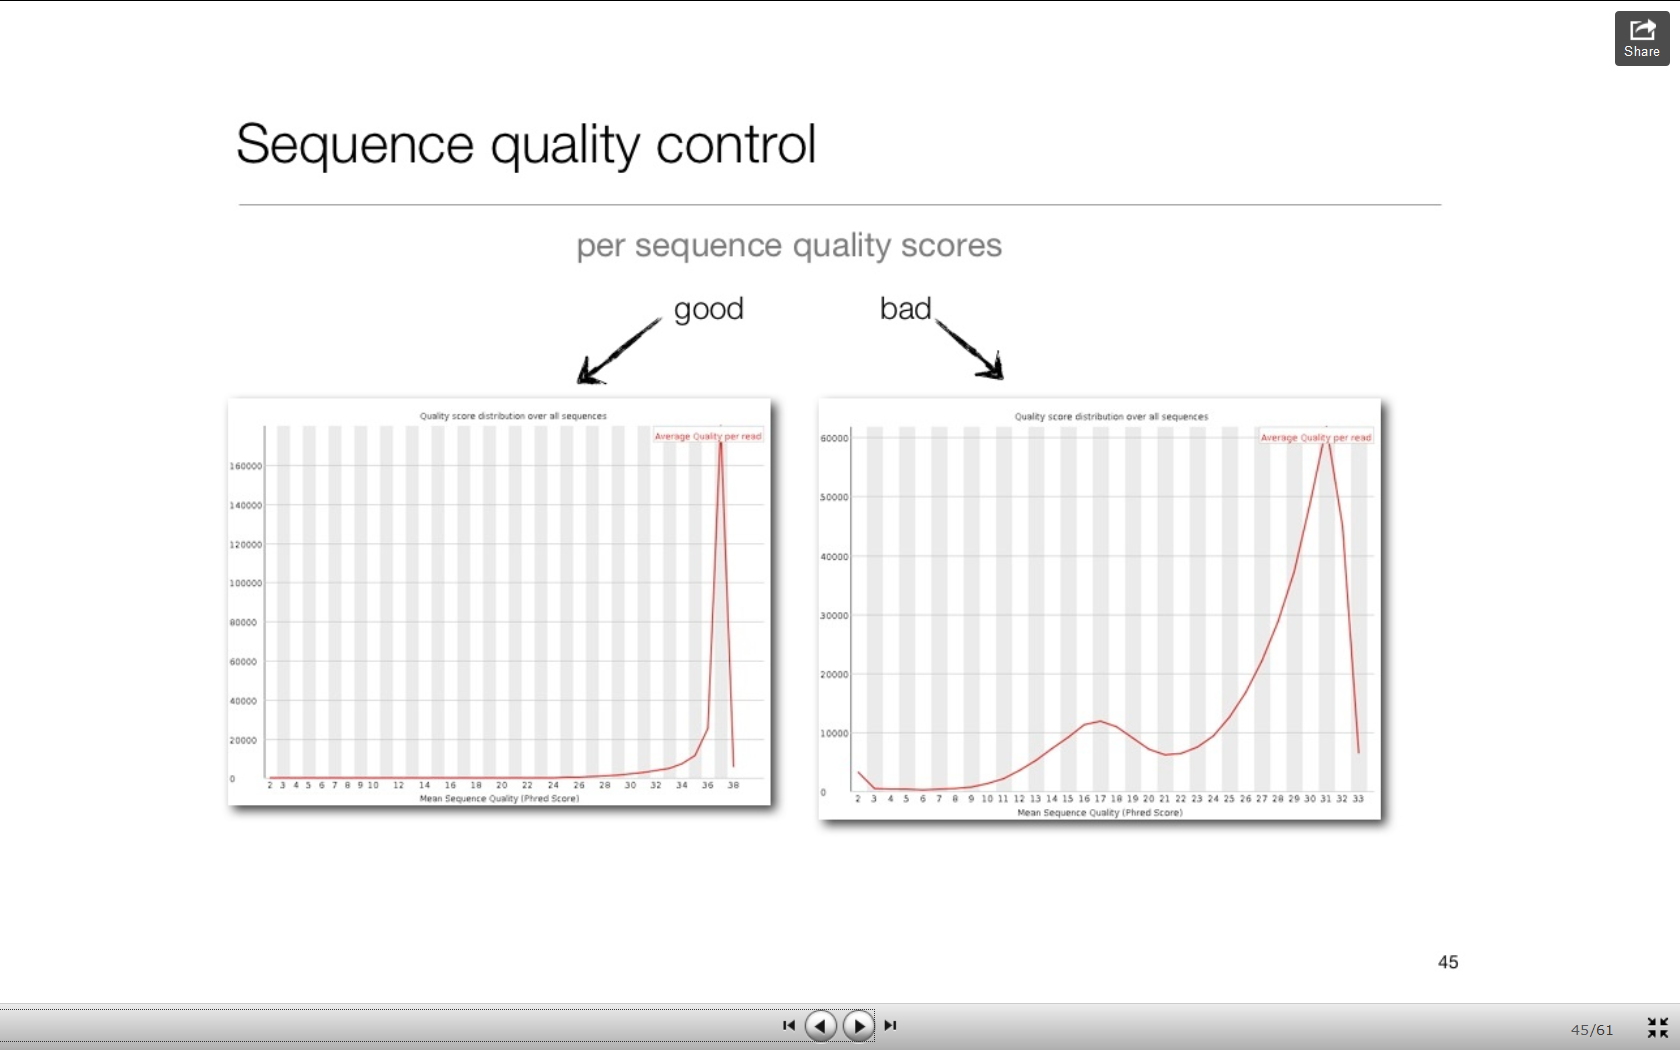 Share
Sequence quality control
per sequence quality scores
good
bad
Quality score distribution over all sequences
Average Quality per read
160000
140000
120000
100000
80000
60000
40000
20000
0
2 3 4 5 6 7 8 9 10 12 14 16 18 20 22 24 26 28 30 32 34 36 38
Mean Sequence Quality (Phred Score)
Quality score distribution over all sequences
Average Quality per read
60000
50000
40000
30000
20000
10000
0
2 3 4 5 6 7 8 9 10 11 12 13 14 15 16 17 18 19 20 21 22 23 24 25 26 27 28 29 30 31 32 33
Mean Sequence Quality (Phred Score)
45
45/61